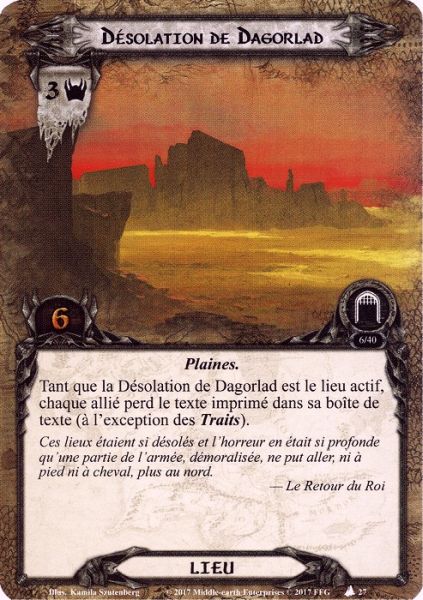 Désolation de Dagorlad
3
6
6/40
Plaines.
Tant que la Désolation de Dagorlad est le lieu actif,
chaque allié perd le texte imprimé dans sa boîte de
texte (à l'exception des Traits).
Ces lieux étaient si désolés et l'horreur en était si profonde
qu'une partie de l'armée, démoralisée, ne put aller, ni à
pied ni à cheval, plus au nord.
— Le Retour du Roi
LIEU
Illus. Kamila Szutenberg © 2017 Middle-earth Enterprises © 2017 FFG 27